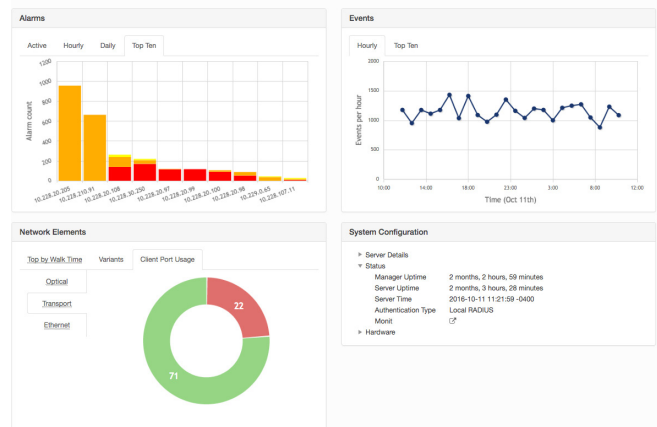 Alarms
Active Hourly Daily Top Ten
1200
1000
800
600
400
200
0
Alarm count
10.228.20.205
10.228.210.91
10.228.20.108
10.228.30.250
10.228.20.97
10.228.20.99
10.228.20.100
10.228.20.98
10.229.0.65
10.228.107.11
Events
Hourly Top Ten
2000
1500
1000
500
0
Events per hour
10:00 14:00 18:00 23:00 3:00 8:00 12:00
Time (Oct 11th)
Network Elements
Top by Walk Time Variants Client Port Usage
Optical
Transport
Ethernet
22
71
System Configuration
Server Details
Status
Manager Uptime 2 months, 2 hours, 59 minutes
Server Uptime 2 months, 3 hours, 28 minutes
Server Time 2016-10-11 11:21:59 -0400
Authentication Type Local RADIUS
Monit
Hardware